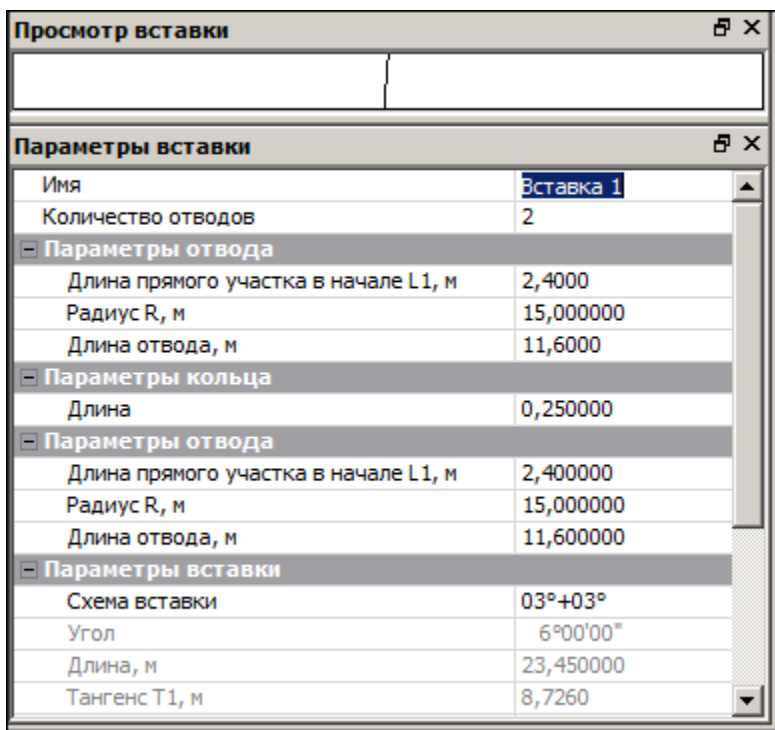 Просмотр вставки
Параметры вставки
Имя Вставка 1
Количество отводов 2
Параметры отвода
Длина прямого участка в начале L1, м 2,4000
Радиус R, м 15,000000
Длина отвода, м 11,6000
Параметры кольца
Длина 0,250000
Параметры отвода
Длина прямого участка в начале L1, м 2,400000
Радиус R, м 15,000000
Длина отвода, м 11,600000
Параметры вставки
Схема вставки 03°+03°
Угол 6°00'00"
Длина, м 23,450000
Тангенс T1, м 8,7260